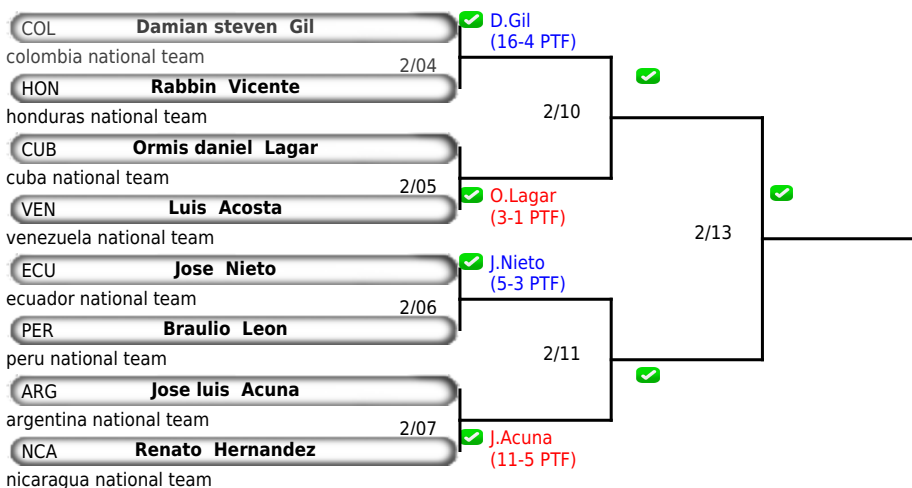 COL Damian steven Gil
D.Gil
(16-4 PTF)
colombia national team
2/04
HON Rabbin Vicente
honduras national team
2/10
CUB Ormis daniel Lagar
cuba national team
2/05
O.Lagar
(3-1 PTF)
VEN Luis Acosta
venezuela national team
2/13
ECU Jose Nieto
J.Nieto
(5-3 PTF)
ecuador national team
2/06
PER Braulio Leon
peru national team
2/11
ARG Jose luis Acuna
argentina national team
2/07
J.Acuna
(11-5 PTF)
NCA Renato Hernandez
nicaragua national team